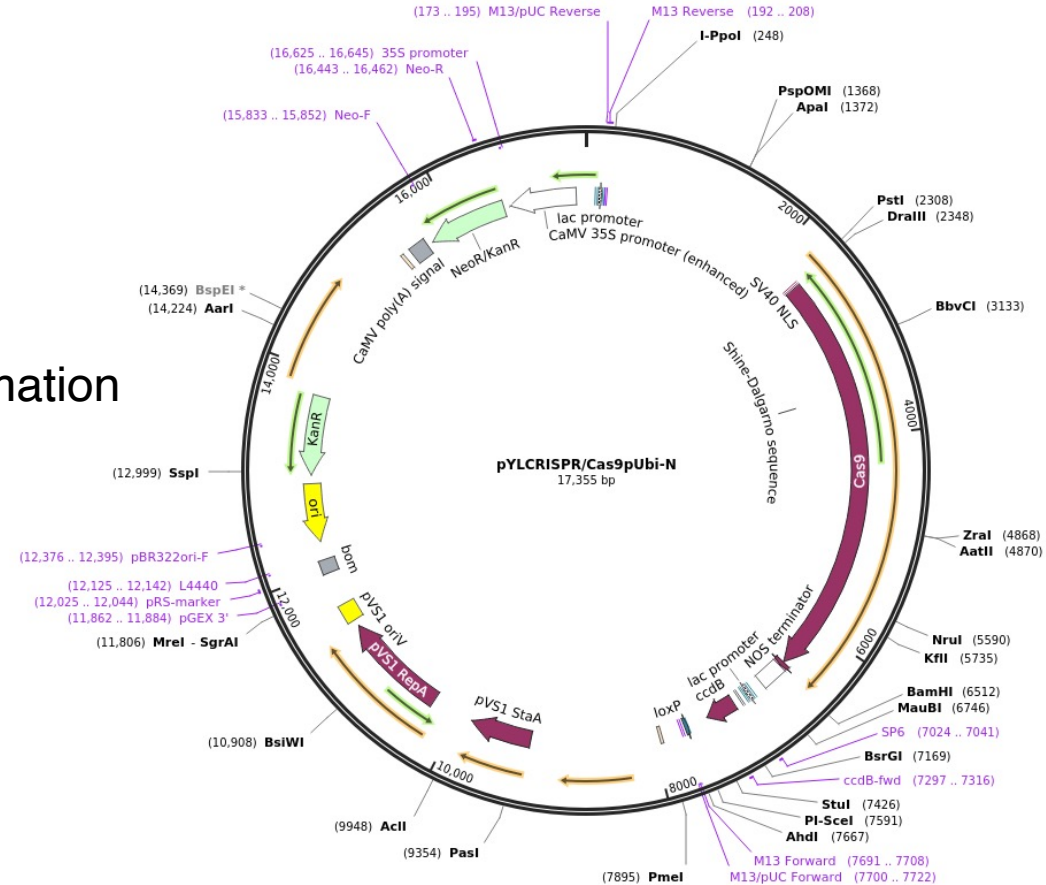 (173 .. 195) M13/pUC Reverse
M13 Reverse (192 .. 208)
I-PpoI (248)
(16,625 .. 16,645) 35S promoter
(16,443 .. 16,462) Neo-R
PspOMI (1368)
ApaI (1372)
(15,833 .. 15,852) Neo-F
16,000
2000
PstI (2308)
DraIII (2348)
lac promoter
CaMV 35S promoter (enhanced)
NeoR/KanR
CaMV poly(A) signal
SV40 NLS
(14,369) BspEI *
(14,224) AarI
BbvCI (3133)
14,000
mation
Shine-Dalgarno sequence
4000
KanR
Cas9
pYLCRISPR/Cas9pUbi-N
17,355 bp
(12,999) SspI
ori
ZraI (4868)
AatII (4870)
(12,376 .. 12,395) pBR322ori-F
bom
(12,125 .. 12,142) L4440
(12,025 .. 12,044) pRS-marker
(11,862 .. 11,884) pGEX 3'
12,000
pVS1 oriV
(11,806) MreI - SgrAI
NOS terminator
lac promoter
ccdB
6000
NruI (5590)
KflI (5735)
pVS1 RepA
pVS1 StaA
loxP
BamHI (6512)
MauBI (6746)
SP6 (7024 .. 7041)
(10,908) BsiWI
BsrGI (7169)
10,000
8000
ccdB-fwd (7297 .. 7316)
StuI (7426)
PI-SceI (7591)
(9948) AclI
AhdI (7667)
(9354) PasI
M13 Forward (7691 .. 7708)
(7895) PmeI
M13/pUC Forward (7700 .. 7722)